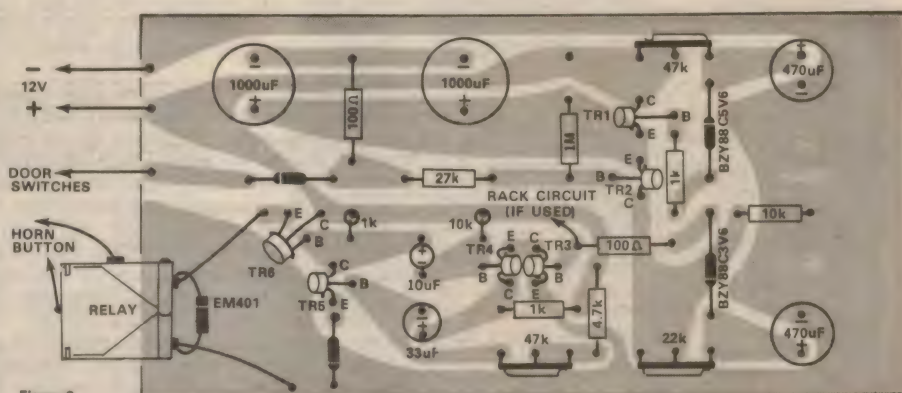 –
12V
+
DOOR
SWITCHES
HORN
BUTTON
RELAY
EM401
–
1000uF
+
100Ω
–
1000uF
+
47k
+
470uF
–
1M
TR1
C
B
E
BZY88C5V6
E
B
TR2
C
1k
27k
RACK CIRCUIT
(IF USED)
10k
E
C
B
TR6
1k
10k
TR4
E
C
TR3
B
B
C
E
100Ω
BZY88C3V6
C
B
TR5
E
+
–
10uF
1k
4.7k
+
–
33uF
47k
22k
–
470uF
+